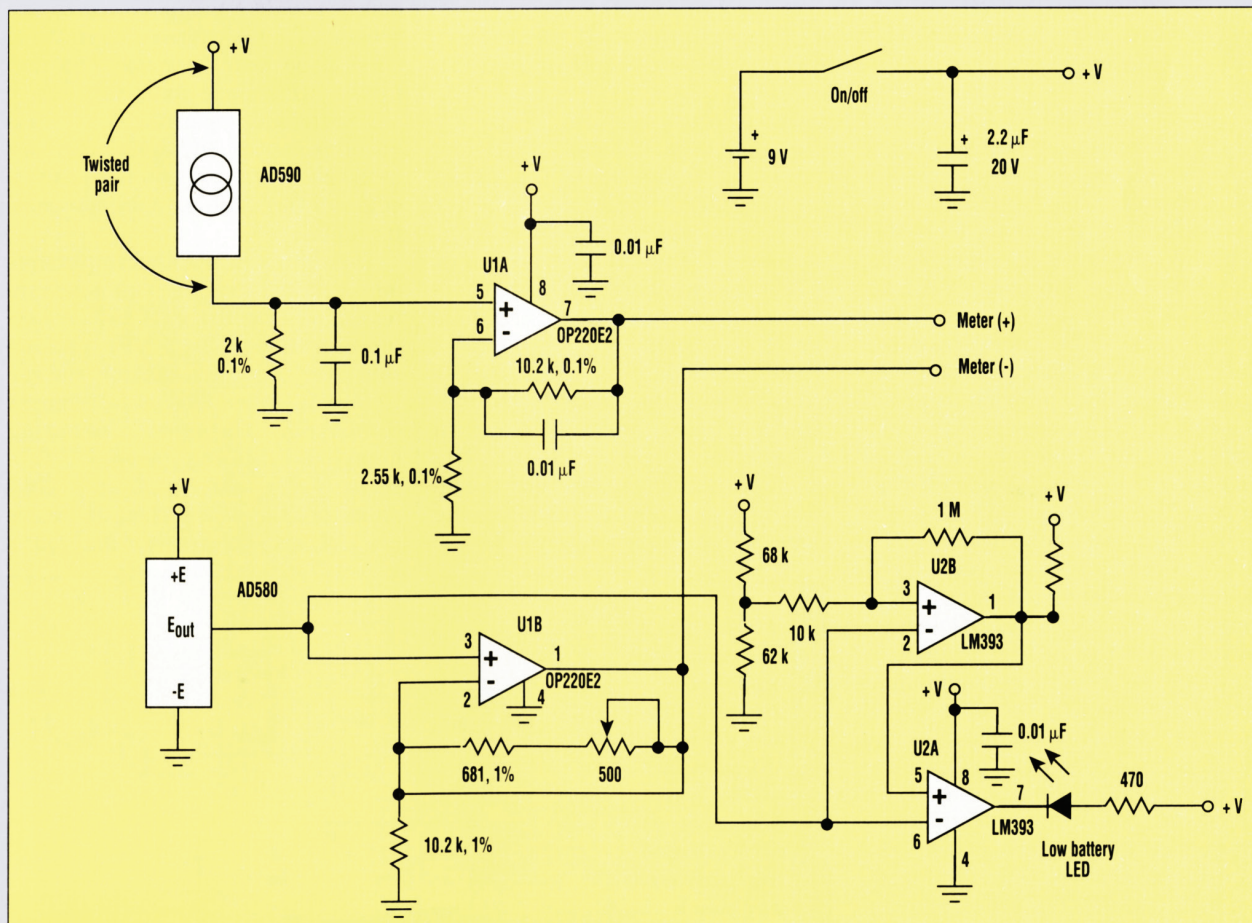 + V
Twisted
pair
AD590
On/off
+ V
+
9 V
+
2.2 µF
20 V
+ V
0.01 µF
U1A
5
+
8
7
6
-
OP220E2
2 k
0.1%
0.1 µF
10.2 k, 0.1%
0.01 µF
2.55 k, 0.1%
Meter (+)
Meter (-)
+ V
+E
Eout
-E
AD580
U1B
3
+
1
2
-
4
OP220E2
681, 1%
500
10.2 k, 1%
+ V
68 k
62 k
10 k
1 M
+ V
U2B
3
+
1
2
-
LM393
+ V
0.01 µF
U2A
5
+
8
7
6
-
LM393
4
470
+ V
Low battery
LED